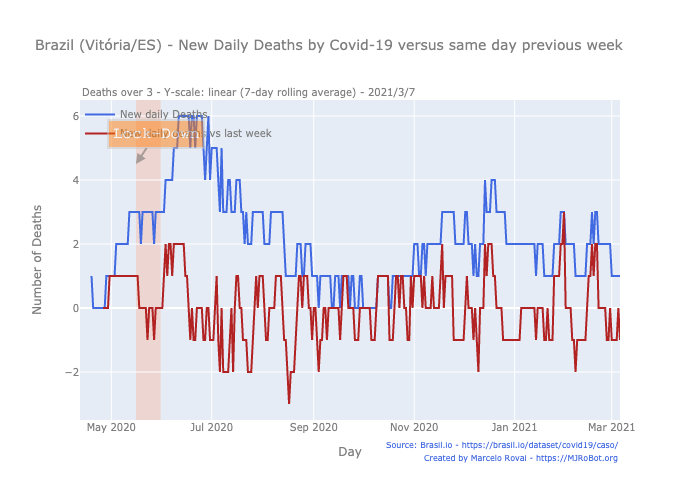 Brazil (Vitória/ES) - New Daily Deaths by Covid-19 versus same day previous week
Deaths over 3 - Y-scale: linear (7-day rolling average) - 2021/3/7
New daily Deaths
New daily Deaths vs last week
Number of Deaths
6
4
2
0
−2
May 2020
Jul 2020
Sep 2020
Nov 2020
Jan 2021
Mar 2021
Day
Source: Brasil.io - https://brasil.io/dataset/covid19/caso/
Created by Marcelo Rovai - https://MJRoBot.org